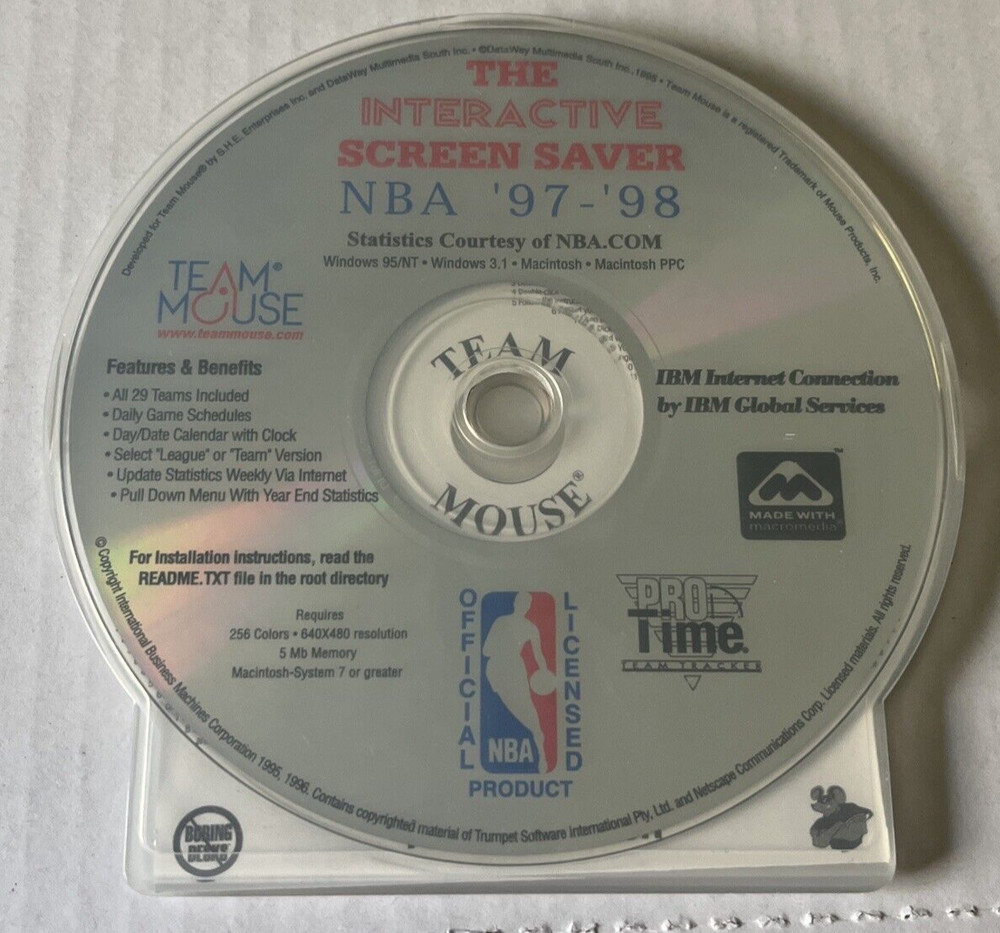 Developed for Team Mouse® by S.H.E. Enterprises Inc. and DataWay Multimedia South Inc. • ©DataWay Multimedia South Inc., 1995 • Team Mouse is a registered Trademark of Mouse Products, Inc.
THE
INTERACTIVE
SCREEN SAVER
NBA '97-'98
Statistics Courtesy of NBA.COM
Windows 95/NT • Windows 3.1 • Macintosh • Macintosh PPC
TEAM®
MOUSE
www.teammouse.com
TEAM
MOUSE®
Features & Benefits
• All 29 Teams Included
• Daily Game Schedules
• Day/Date Calendar with Clock
• Select "League" or "Team" Version
• Update Statistics Weekly Via Internet
• Pull Down Menu With Year End Statistics
IBM Internet Connection
by IBM Global Services
MADE WITH
macromedia®
For Installation instructions, read the
README.TXT file in the root directory
Requires
256 Colors • 640X480 resolution
5 Mb Memory
Macintosh-System 7 or greater
OFFICIAL
LICENSED
NBA
PRODUCT
PRO
Time
TEAM TRACKER
© Copyright International Business Machines Corporation 1995, 1996. Contains copyrighted material of Trumpet Software International Pty, Ltd. and Netscape Communications Corp. Licensed materials. All rights reserved.
BORING